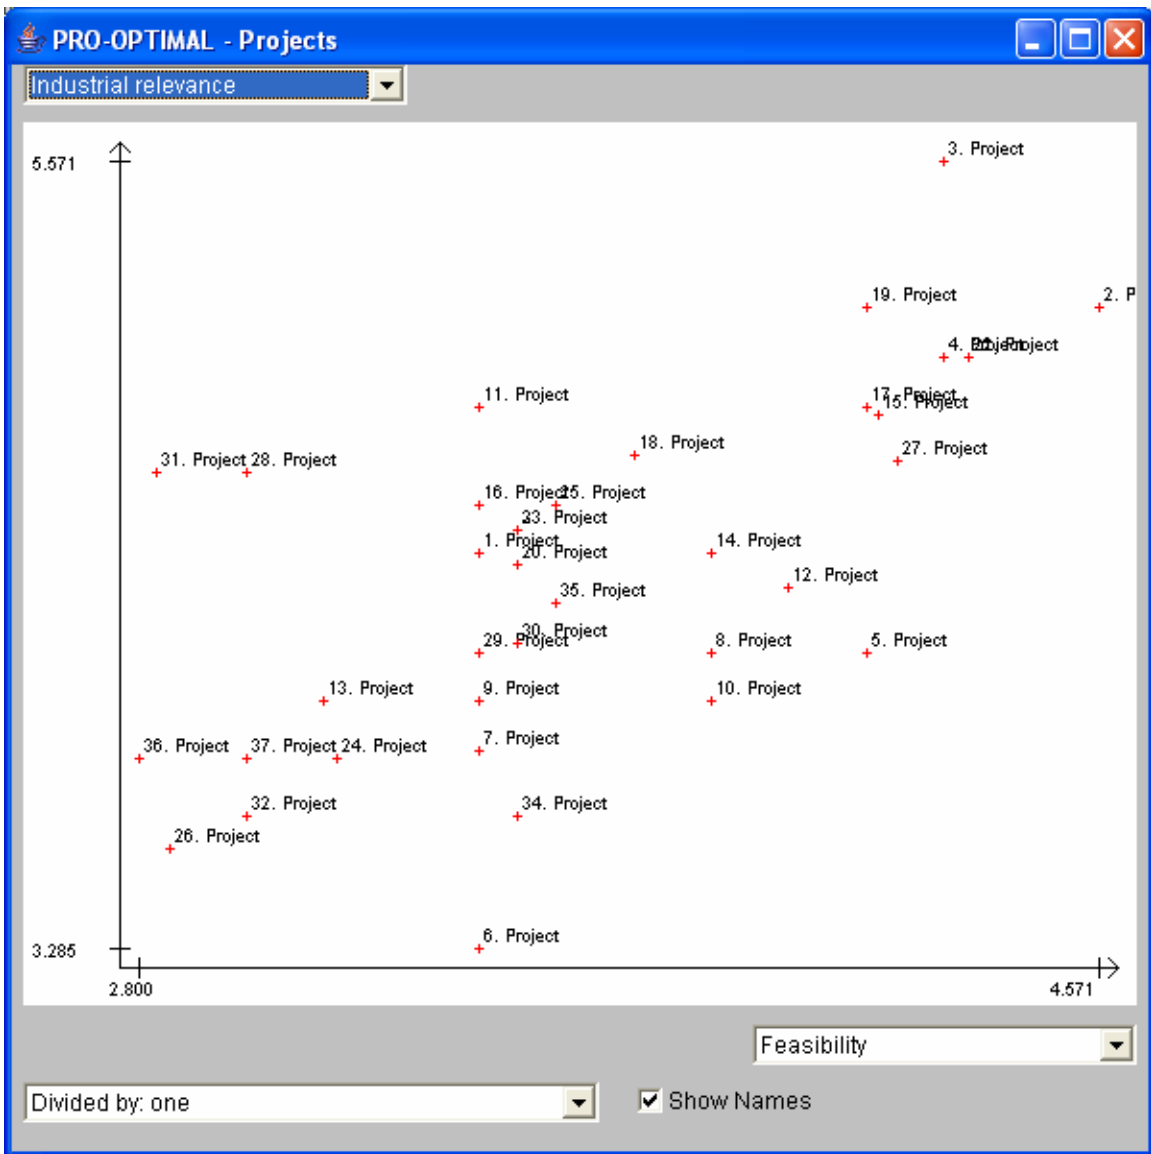 PRO-OPTIMAL - Projects
Industrial relevance
5.571
3. Project
19. Project
2. P
4. Project
Project
11. Project
17. Project
15. Project
18. Project
27. Project
31. Project
28. Project
16. Project
25. Project
Project
1. Project
20. Project
14. Project
12. Project
35. Project
30. Project
29. Project
8. Project
5. Project
13. Project
9. Project
10. Project
36. Project
37. Project
24. Project
7. Project
32. Project
34. Project
26. Project
6. Project
3.285
2.800
4.571
Feasibility
Divided by: one
Show Names